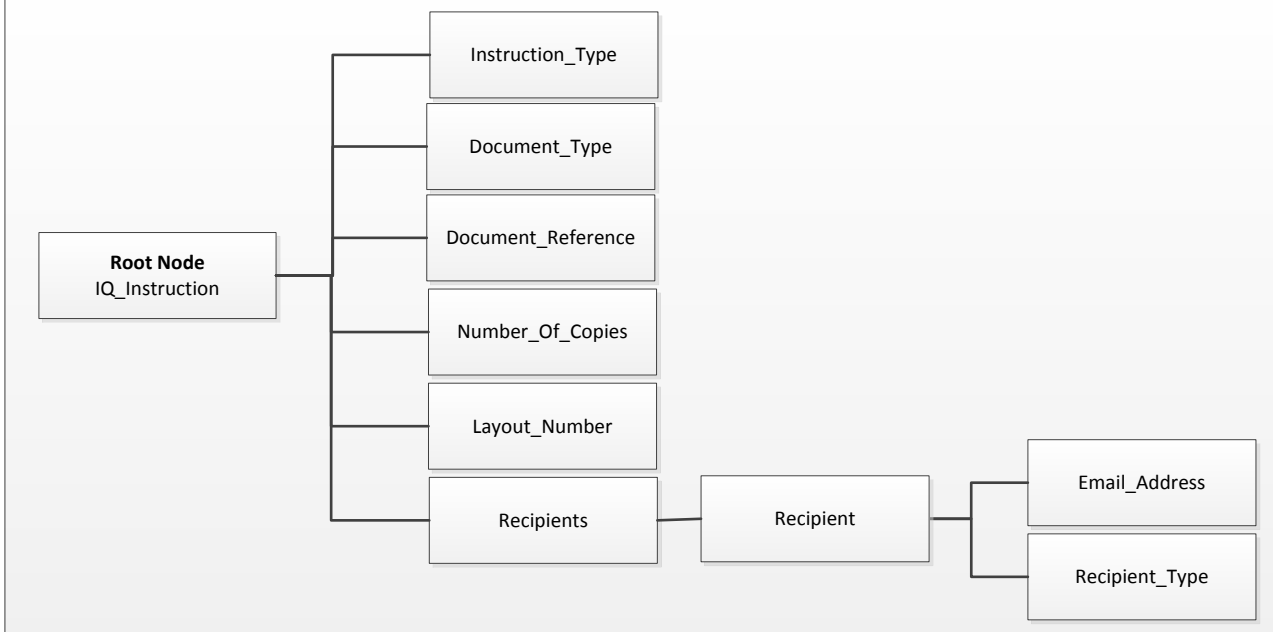 Instruction_Type
Document_Type
Document_Reference
Root Node
IQ_Instruction
Number_Of_Copies
Layout_Number
Recipients
Recipient
Email_Address
Recipient_Type